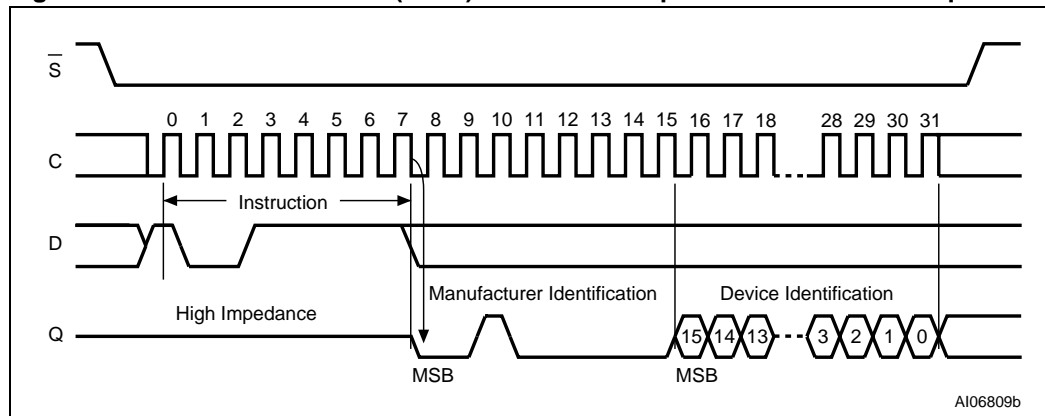 S
0 1 2 3 4 5 6 7 8 9 10 11 12 13 14 15 16 17 18 28 29 30 31
C
Instruction
D
Manufacturer Identification Device Identification
High Impedance
Q 15 14 13 3 2 1 0
MSB MSB
AI06809b